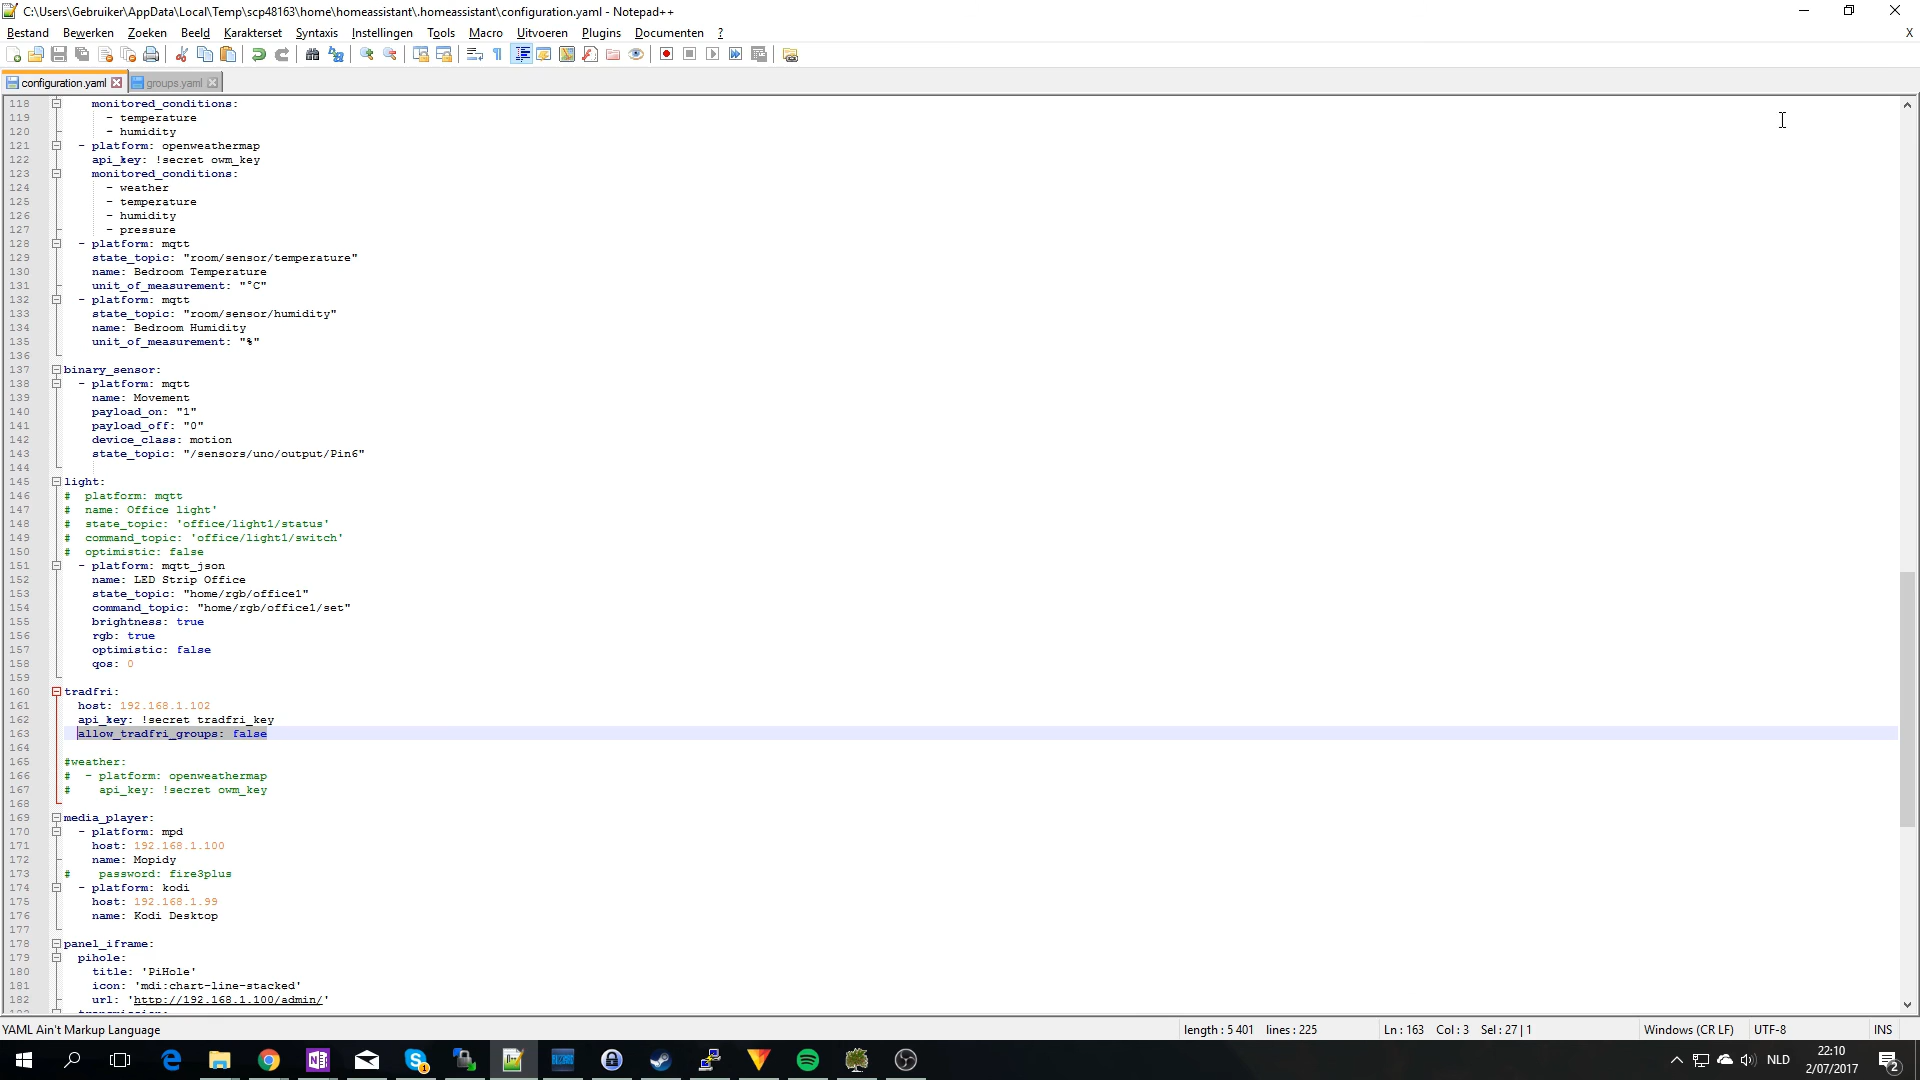 C:\Users\Gebruiker\AppData\Local\Temp\scp48163\home\homeassistant\.homeassistant\configuration.yaml - Notepad++
Bestand Bewerken Zoeken Beeld Karakterset Syntaxis Instellingen Tools Macro Uitvoeren Plugins Documenten ? X
configuration.yaml groups.yaml
118 monitored_conditions:
119 - temperature
120 - humidity
121 - platform: openweathermap
122 api_key: !secret owm_key
123 monitored_conditions:
124 - weather
125 - temperature
126 - humidity
127 - pressure
128 - platform: mqtt
129 state_topic: "room/sensor/temperature"
130 name: Bedroom Temperature
131 unit_of_measurement: "°C"
132 - platform: mqtt
133 state_topic: "room/sensor/humidity"
134 name: Bedroom Humidity
135 unit_of_measurement: "%"
136
137 binary_sensor:
138 - platform: mqtt
139 name: Movement
140 payload_on: "1"
141 payload_off: "0"
142 device_class: motion
143 state_topic: "/sensors/uno/output/Pin6"
144
145 light:
146 # platform: mqtt
147 # name: Office light'
148 # state_topic: 'office/light1/status'
149 # command_topic: 'office/light1/switch'
150 # optimistic: false
151 - platform: mqtt_json
152 name: LED Strip Office
153 state_topic: "home/rgb/office1"
154 command_topic: "home/rgb/office1/set"
155 brightness: true
156 rgb: true
157 optimistic: false
158 qos: 0
159
160 tradfri:
161 host: 192.168.1.102
162 api_key: !secret tradfri_key
163 allow_tradfri_groups: false
164
165 #weather:
166 # - platform: openweathermap
167 # api_key: !secret owm_key
168
169 media_player:
170 - platform: mpd
171 host: 192.168.1.100
172 name: Mopidy
173 # password: fire3plus
174 - platform: kodi
175 host: 192.168.1.99
176 name: Kodi Desktop
177
178 panel_iframe:
179 pihole:
180 title: 'PiHole'
181 icon: 'mdi:chart-line-stacked'
182 url: 'http://192.168.1.100/admin/'
YAML Ain't Markup Language length : 5 401 lines : 225 Ln : 163 Col : 3 Sel : 27 | 1 Windows (CR LF) UTF-8 INS
NLD 22:10
2/07/2017 2